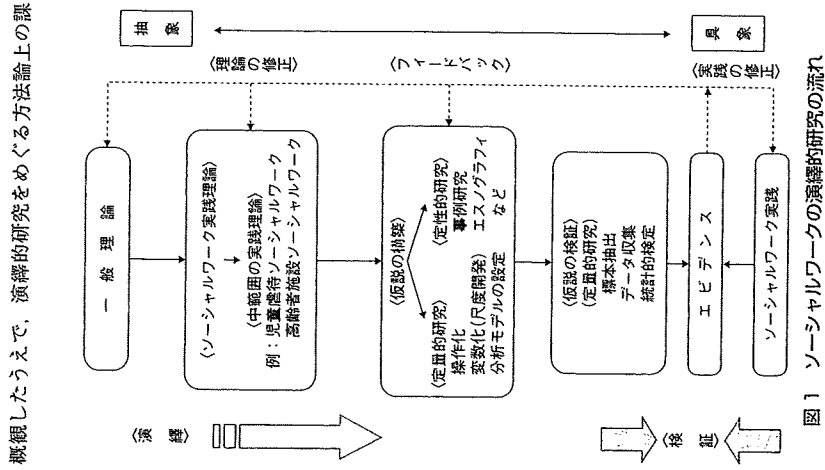 概観したうえで，演繹的研究をめぐる方法論上の課
抽　象
具　象
〈理論の修正〉
〈フィードバック〉
〈実践の修正〉
一　般　理　論
〈ソーシャルワーク実践理論〉
〈中範囲の実践理論〉
例：児童虐待ソーシャルワーク
高齢者施設ソーシャルワーク
〈仮説の構築〉
〈定量的研究〉
操作化
変数化(尺度開発)
分析モデルの設定
〈定性的研究〉
事例研究
エスノグラフィ
など
〈仮説の検証〉
(定量的研究)
標本抽出
データ収集
統計的検定
エ　ビ　デ　ン　ス
ソーシャルワーク実践
〈演　繹〉
〈検　証〉
図1　ソーシャルワークの演繹的研究の流れ